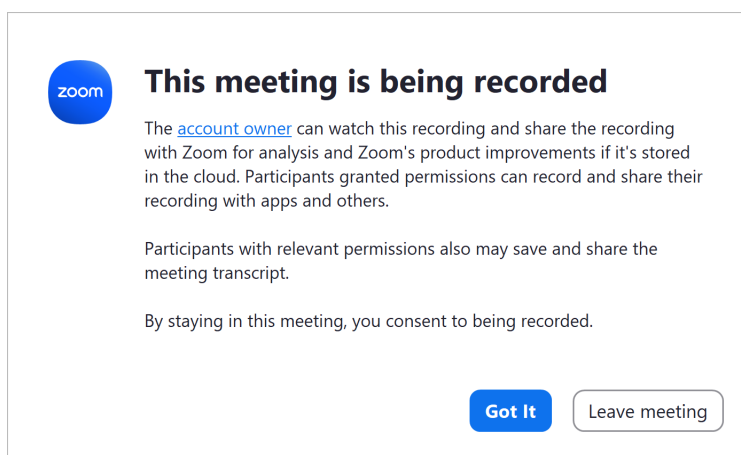 zoom
This meeting is being recorded
The account owner can watch this recording and share the recording
with Zoom for analysis and Zoom's product improvements if it's stored
in the cloud. Participants granted permissions can record and share their
recording with apps and others.
Participants with relevant permissions also may save and share the
meeting transcript.
By staying in this meeting, you consent to being recorded.
Got It
Leave meeting